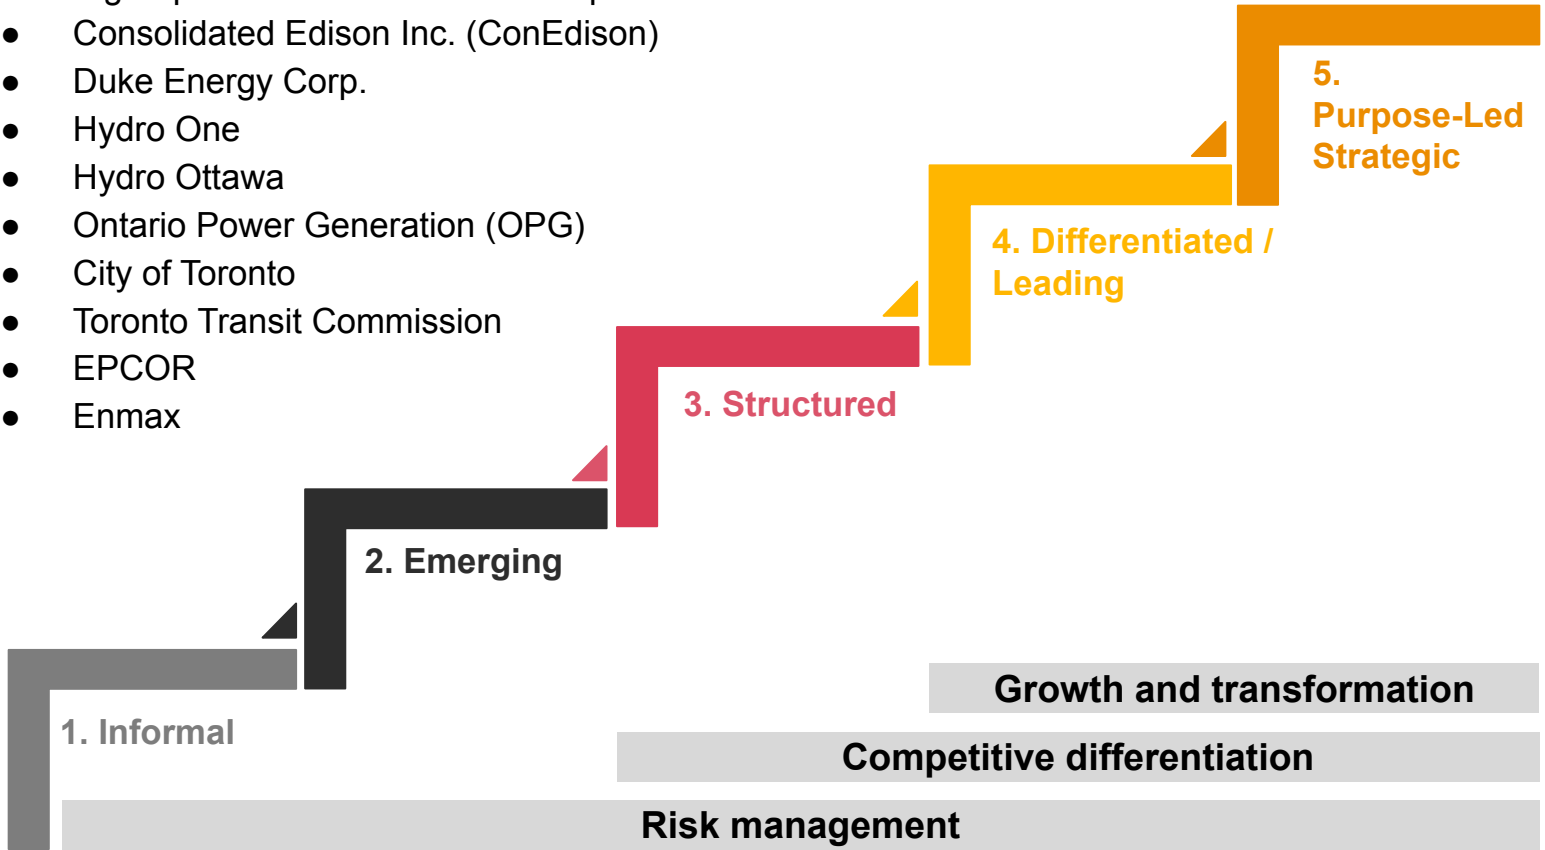 ● Consolidated Edison Inc. (ConEdison)
● Duke Energy Corp.
● Hydro One
● Hydro Ottawa
● Ontario Power Generation (OPG)
● City of Toronto
● Toronto Transit Commission
● EPCOR
● Enmax
5.
Purpose-Led
Strategic
4. Differentiated /
Leading
3. Structured
2. Emerging
1. Informal
Growth and transformation
Competitive differentiation
Risk management